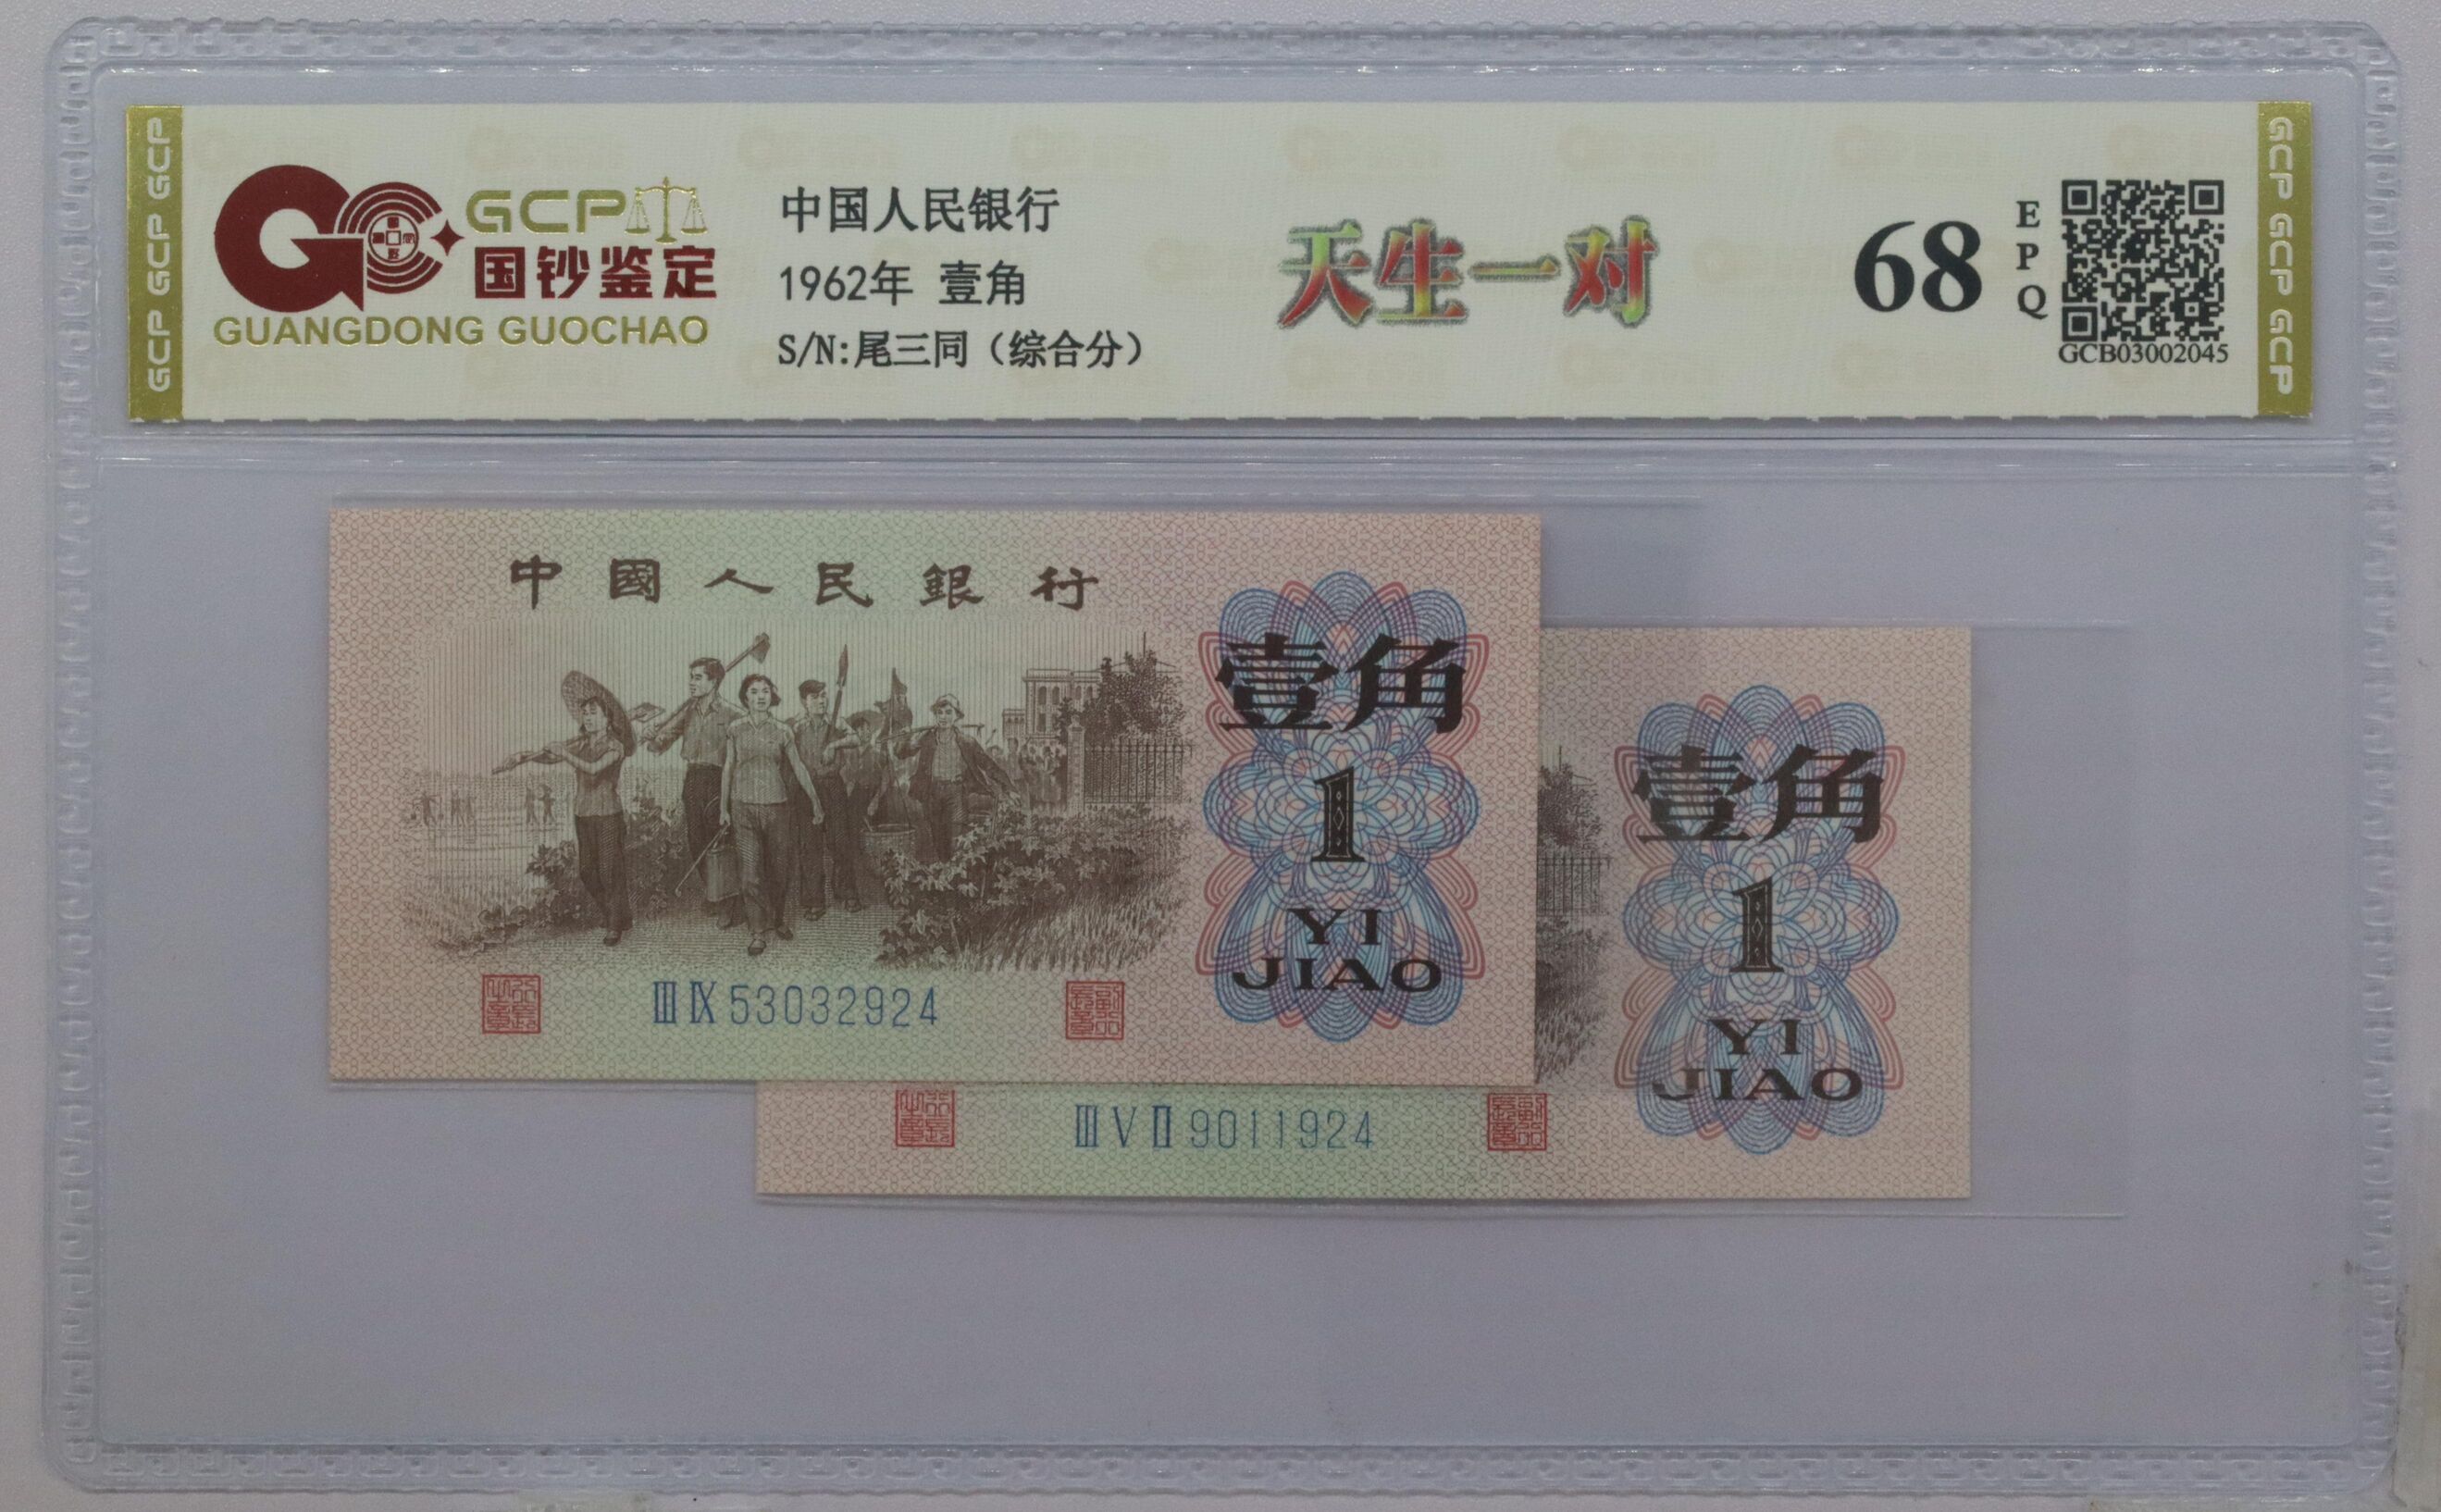 GCP GCP GCP
GCP
国钞鉴定
GUANGDONG GUOCHAO
中国人民银行
1962年 壹角
S/N:尾三同（综合分）
天生一对
68
EPQ
GCB03002045
GCP GCP GCP
中國人民銀行
壹角
1
YI
JIAO
III IX 53032924
壹角
1
YI
JIAO
III V II 9011924